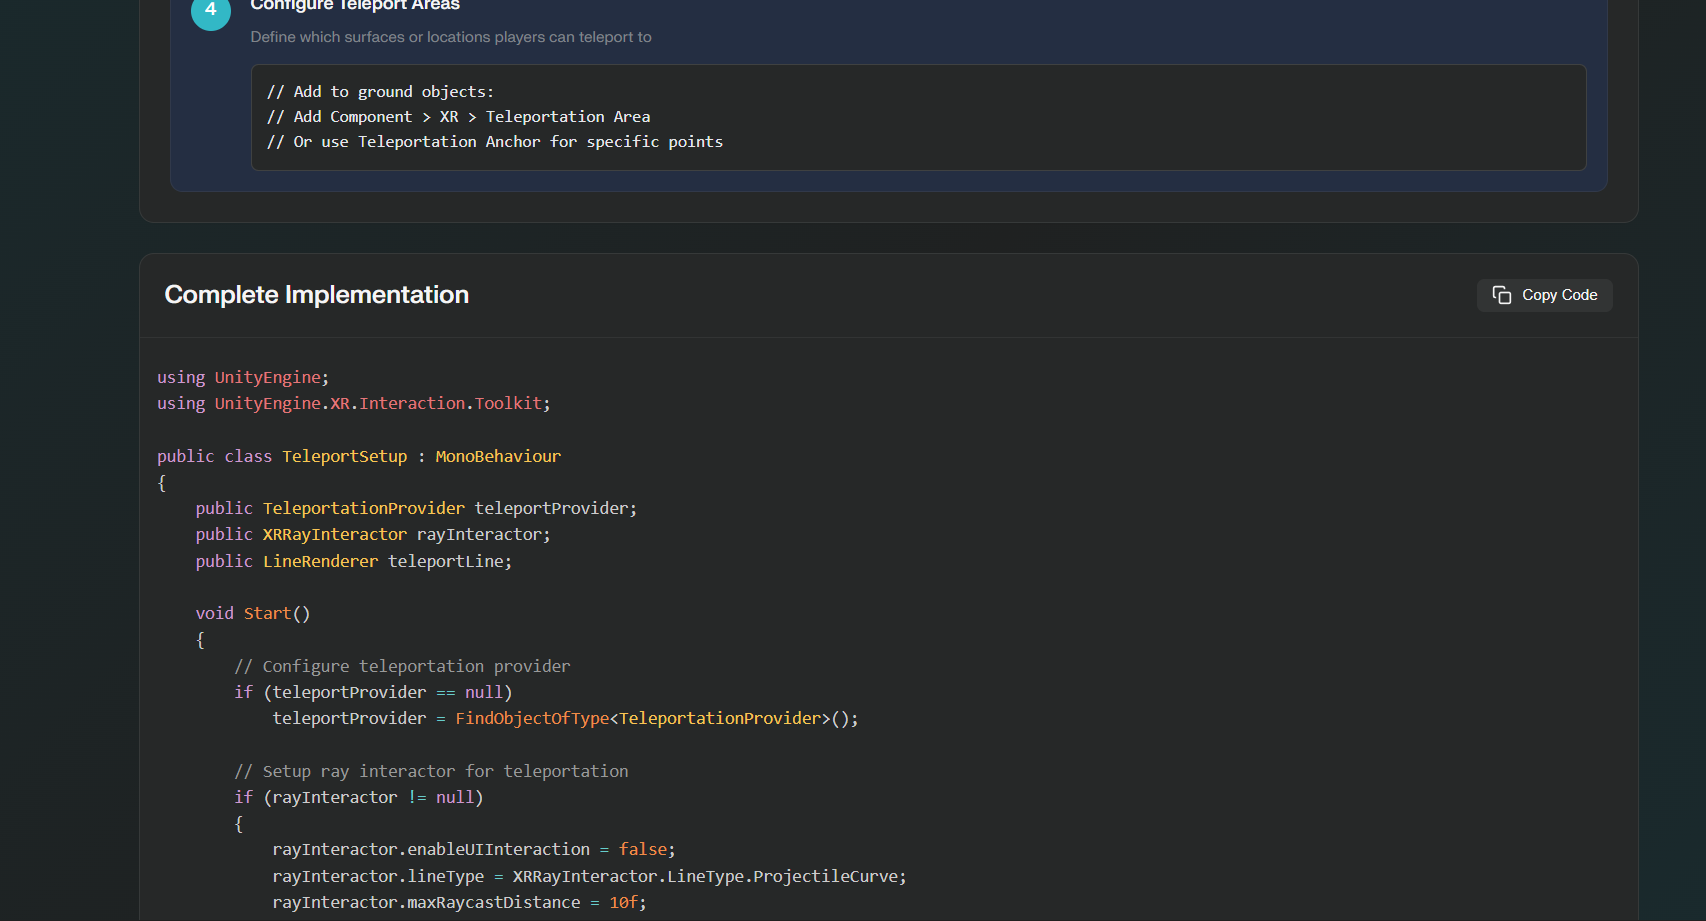 4
Configure Teleport Areas
Define which surfaces or locations players can teleport to
// Add to ground objects:
// Add Component > XR > Teleportation Area
// Or use Teleportation Anchor for specific points
Complete Implementation
Copy Code
using UnityEngine;
using UnityEngine.XR.Interaction.Toolkit;
public class TeleportSetup : MonoBehaviour
{
    public TeleportationProvider teleportProvider;
    public XRRayInteractor rayInteractor;
    public LineRenderer teleportLine;
    void Start()
    {
        // Configure teleportation provider
        if (teleportProvider == null)
            teleportProvider = FindObjectOfType<TeleportationProvider>();
        // Setup ray interactor for teleportation
        if (rayInteractor != null)
        {
            rayInteractor.enableUIInteraction = false;
            rayInteractor.lineType = XRRayInteractor.LineType.ProjectileCurve;
            rayInteractor.maxRaycastDistance = 10f;